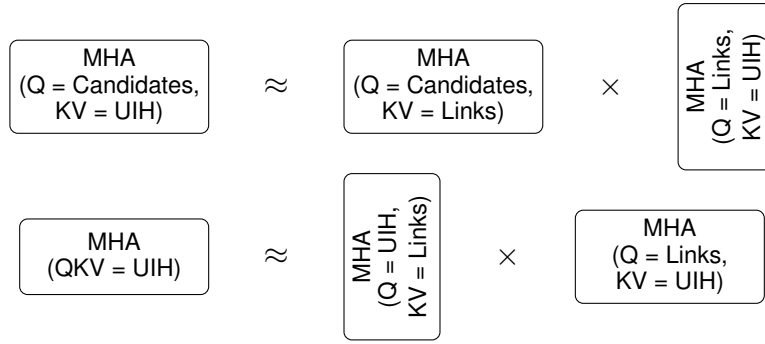 MHA
(Q = Candidates,
KV = UIH)
≈
MHA
(Q = Candidates,
KV = Links)
×
MHA
(Q = Links,
KV = UIH)
MHA
(QKV = UIH)
≈
MHA
(Q = UIH,
KV = Links)
×
MHA
(Q = Links,
KV = UIH)